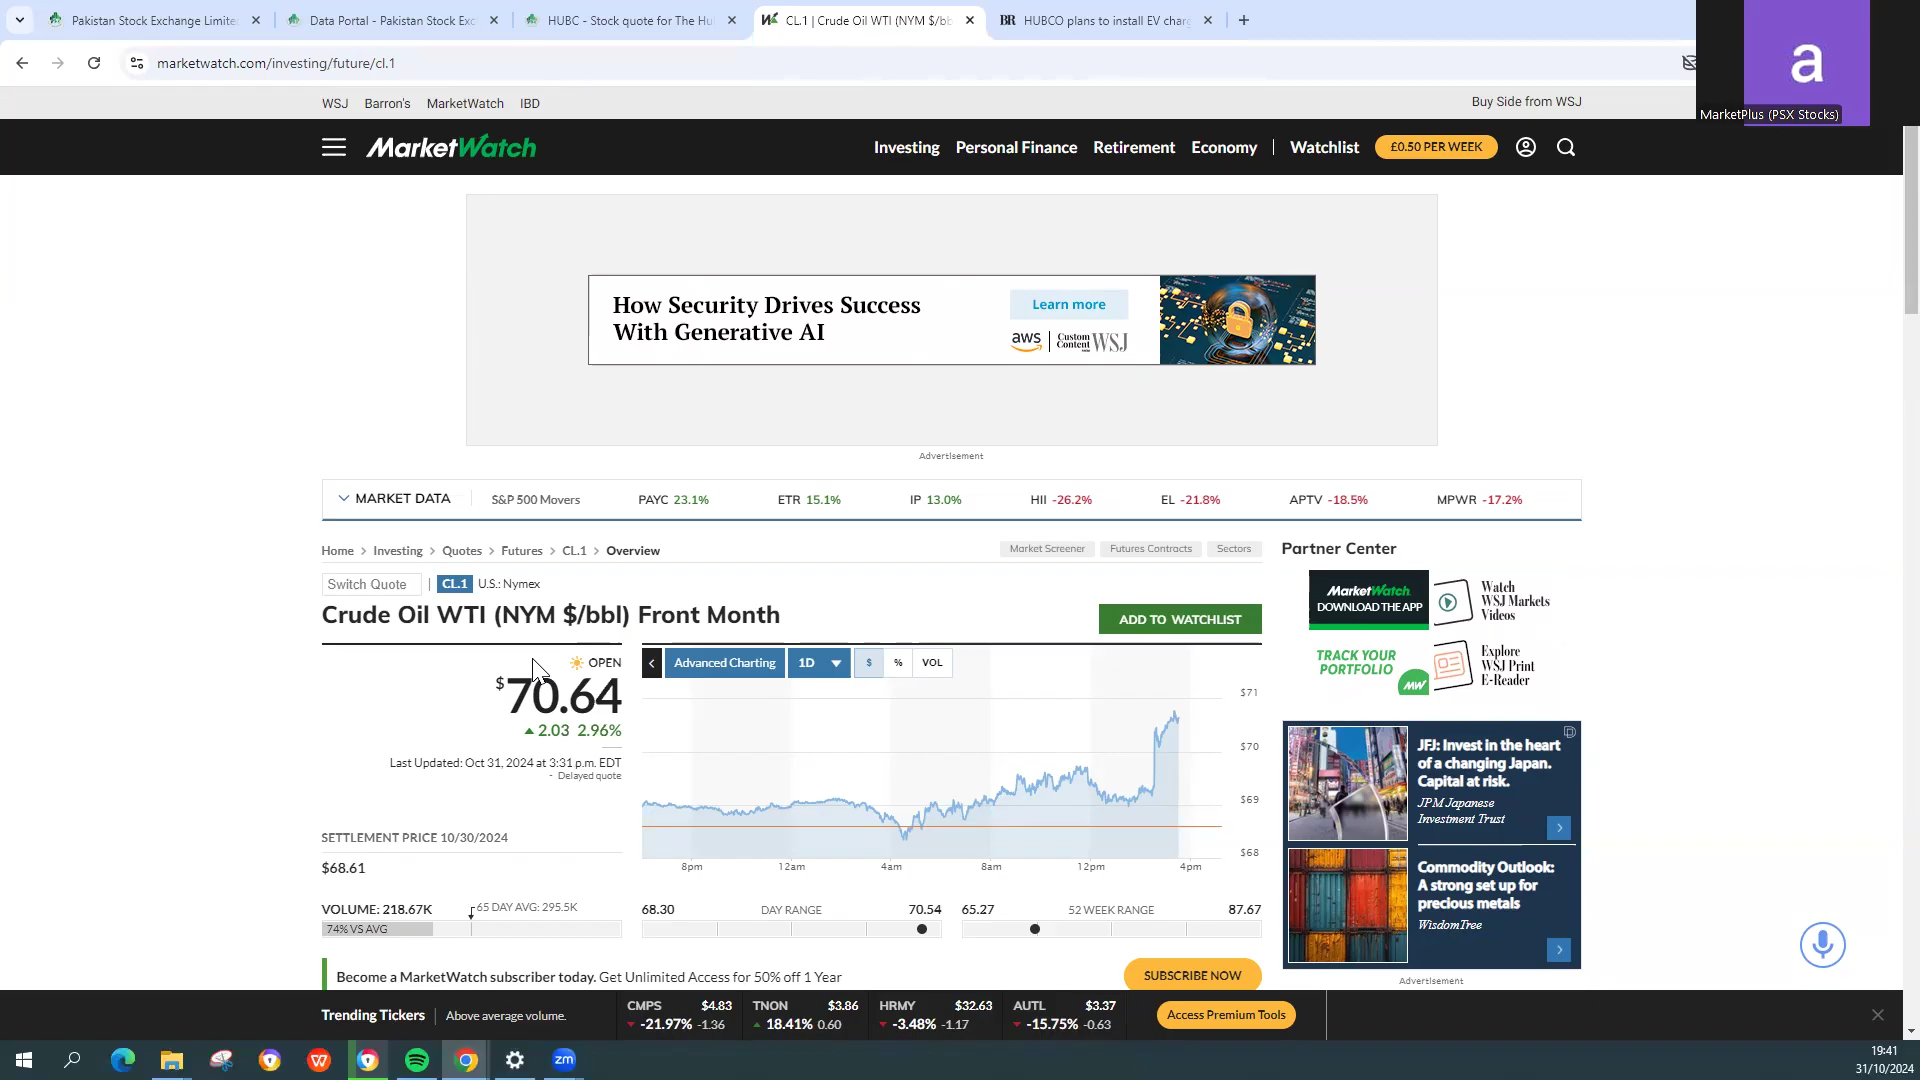 Pakistan Stock Exchange Limite
Data Portal - Pakistan Stock Exc
HUBC - Stock quote for The Hu
CL.1 | Crude Oil WTI (NYM $/bb
BR HUBCO plans to install EV charg
marketwatch.com/investing/future/cl.1
a
MarketPlus (PSX Stocks)
WSJ Barron's MarketWatch IBD
Buy Side from WSJ
MarketWatch
Investing Personal Finance Retirement Economy Watchlist £0.50 PER WEEK
How Security Drives Success
With Generative AI
Learn more
aws Custom Content WSJ
Advertisement
MARKET DATA S&P 500 Movers PAYC 23.1% ETR 15.1% IP 13.0% HII -26.2% EL -21.8% APTV -18.5% MPWR -17.2%
Home > Investing > Quotes > Futures > CL.1 > Overview
Market Screener Futures Contracts Sectors
Switch Quote | CL.1 U.S.: Nymex
Crude Oil WTI (NYM $/bbl) Front Month
ADD TO WATCHLIST
OPEN
$70.64
2.03 2.96%
Last Updated: Oct 31, 2024 at 3:31 p.m. EDT
- Delayed quote
SETTLEMENT PRICE 10/30/2024
$68.61
VOLUME: 218.67K
65 DAY AVG: 295.5K
74% VS AVG
Advanced Charting 1D $ % VOL
$71
$70
$69
$68
8pm 12am 4am 8am 12pm 4pm
68.30 DAY RANGE 70.54
65.27 52 WEEK RANGE 87.67
Become a MarketWatch subscriber today. Get Unlimited Access for 50% off 1 Year
SUBSCRIBE NOW
Partner Center
MarketWatch
DOWNLOAD THE APP
Watch
WSJ Markets
Videos
TRACK YOUR
PORTFOLIO
MW
Explore
WSJ Print
E-Reader
JFJ: Invest in the heart
of a changing Japan.
Capital at risk.
JPM Japanese
Investment Trust
Commodity Outlook:
A strong set up for
precious metals
WisdomTree
Advertisement
Trending Tickers Above average volume.
CMPS $4.83
-21.97% -1.36
TNON $3.86
18.41% 0.60
HRMY $32.63
-3.48% -1.17
AUTL $3.37
-15.75% -0.63
Access Premium Tools
W
zm
19:41
31/10/2024